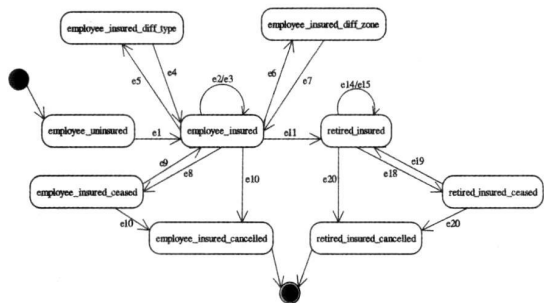 employee_insured_diff_type
employee_insured_diff_zone
e5
e4
e2/e3
e6
e7
e14/e15
employee_uninsured
e1
employee_insured
e11
retired_insured
e9
e8
e10
e20
e18
e19
employee_insured_ceased
retired_insured_ceased
e10
e20
employee_insured_cancelled
retired_insured_cancelled